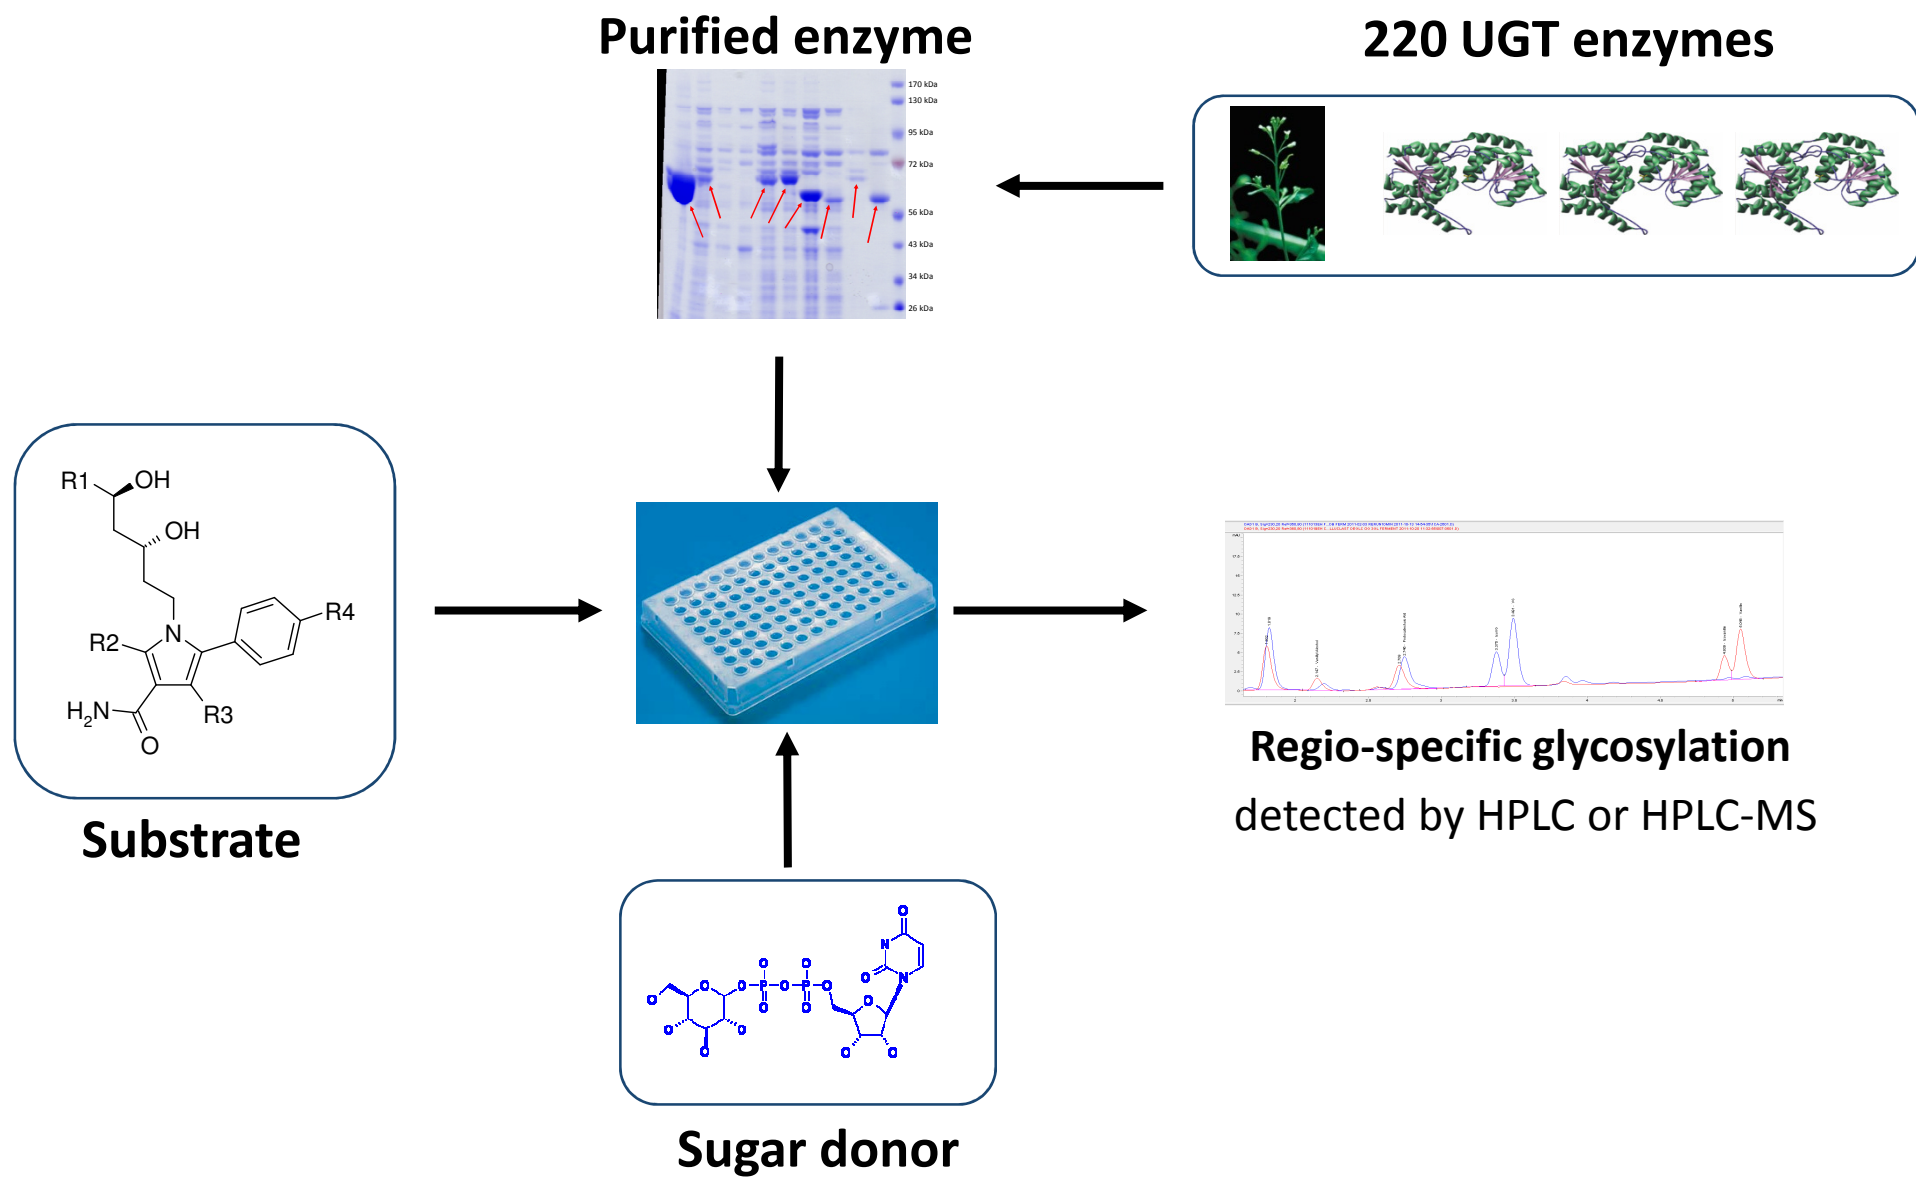 Purified enzyme
220 UGT enzymes
170 kDa
130 kDa
95 kDa
72 kDa
56 kDa
43 kDa
34 kDa
26 kDa
R1
OH
OH
N
R2
R4
R3
H2N
O
Substrate
Regio-specific glycosylation
detected by HPLC or HPLC-MS
O
N
O
N
O
O
O
O
O
P
O
P
O
O
O
O
O
O
O
O
O
O
Sugar donor